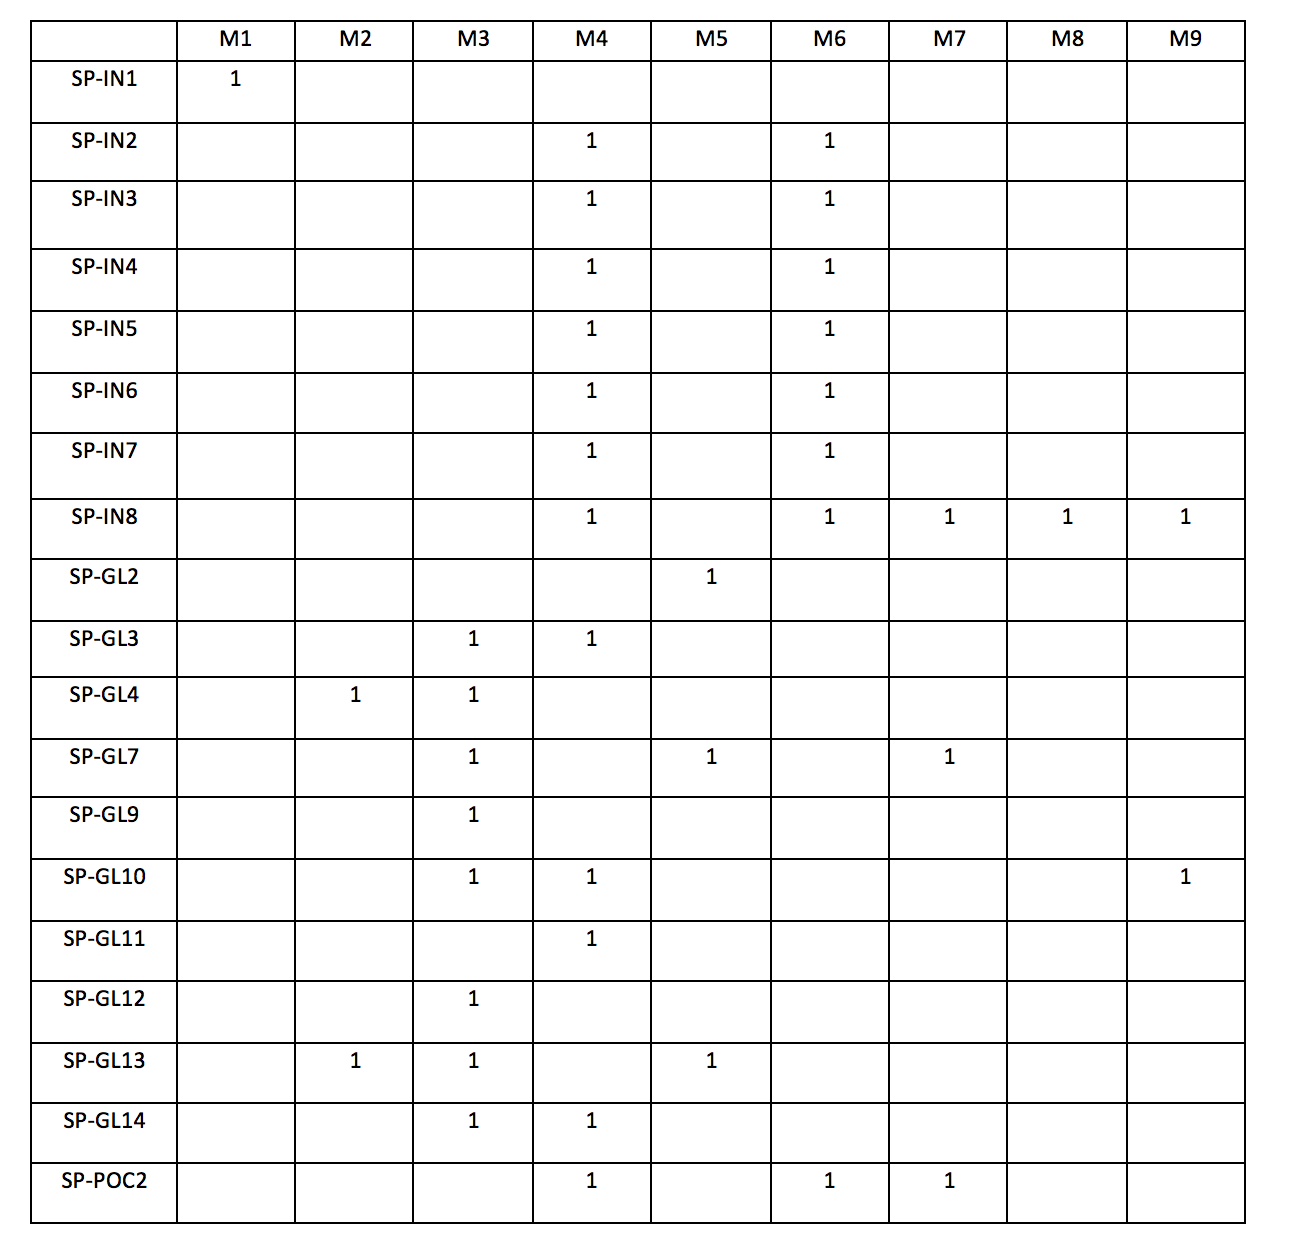 M1 M2 M3 M4 M5 M6 M7 M8 M9
SP-IN1 1
SP-IN2 1 1
SP-IN3 1 1
SP-IN4 1 1
SP-IN5 1 1
SP-IN6 1 1
SP-IN7 1 1
SP-IN8 1 1 1 1 1
SP-GL2 1
SP-GL3 1 1
SP-GL4 1 1
SP-GL7 1 1 1
SP-GL9 1
SP-GL10 1 1 1
SP-GL11 1
SP-GL12 1
SP-GL13 1 1 1
SP-GL14 1 1
SP-POC2 1 1 1